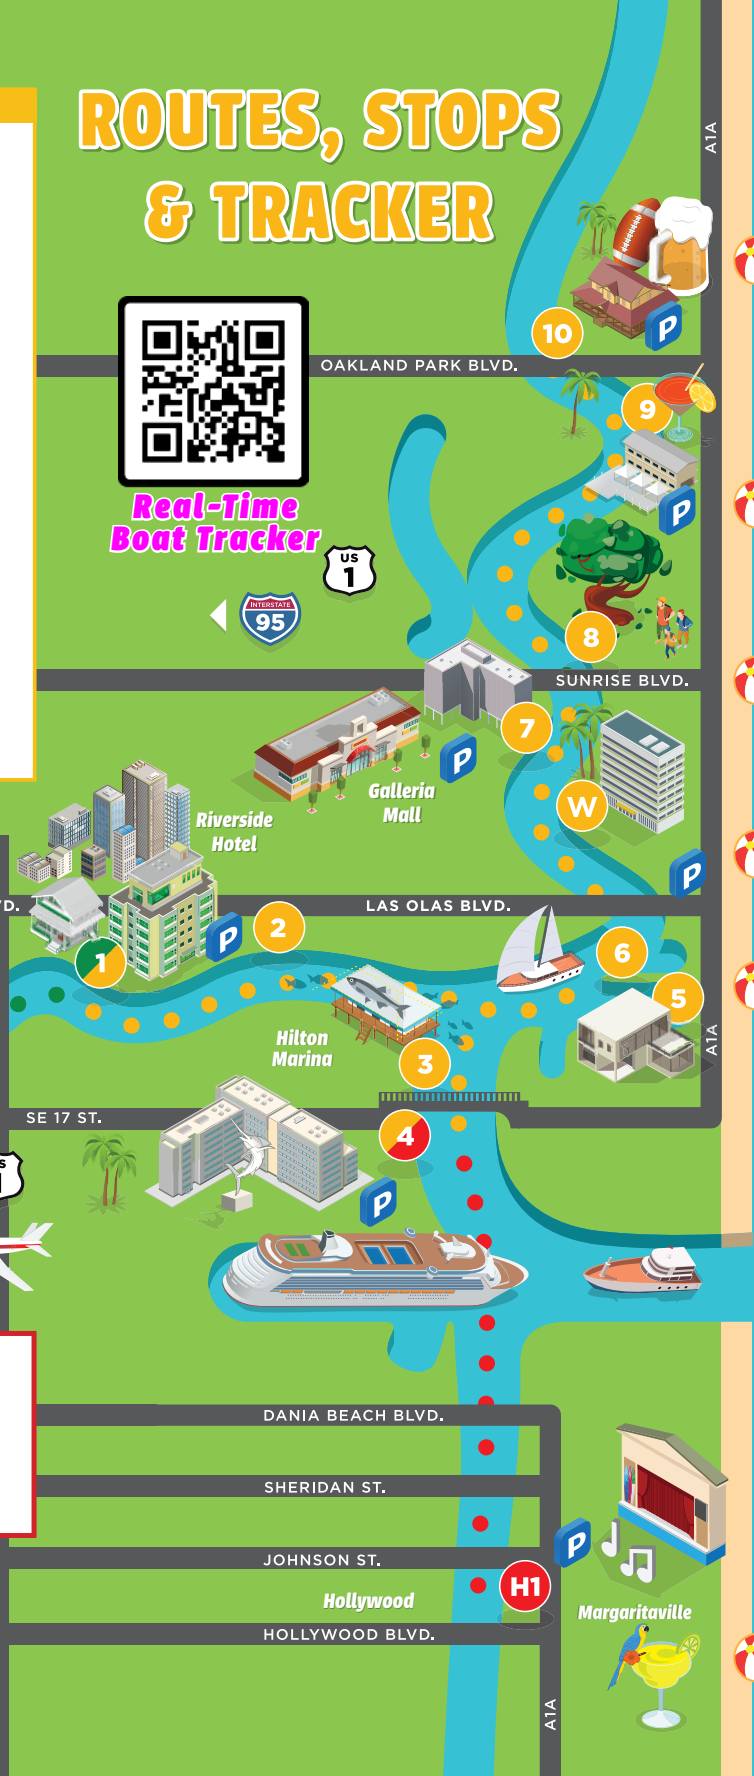 ROUTES, STOPS
& TRACKER
A1A
10
P
OAKLAND PARK BLVD.
9
P
Real-Time
Boat Tracker
US
1
INTERSTATE
95
8
SUNRISE BLVD.
7
P
Galleria
Mall
W
Riverside
Hotel
P
D.
LAS OLAS BLVD.
1
P
2
6
5
Hilton
Marina
3
A1A
SE 17 ST.
4
P
DANIA BEACH BLVD.
SHERIDAN ST.
P
JOHNSON ST.
H1
Hollywood
Margaritaville
HOLLYWOOD BLVD.
A1A